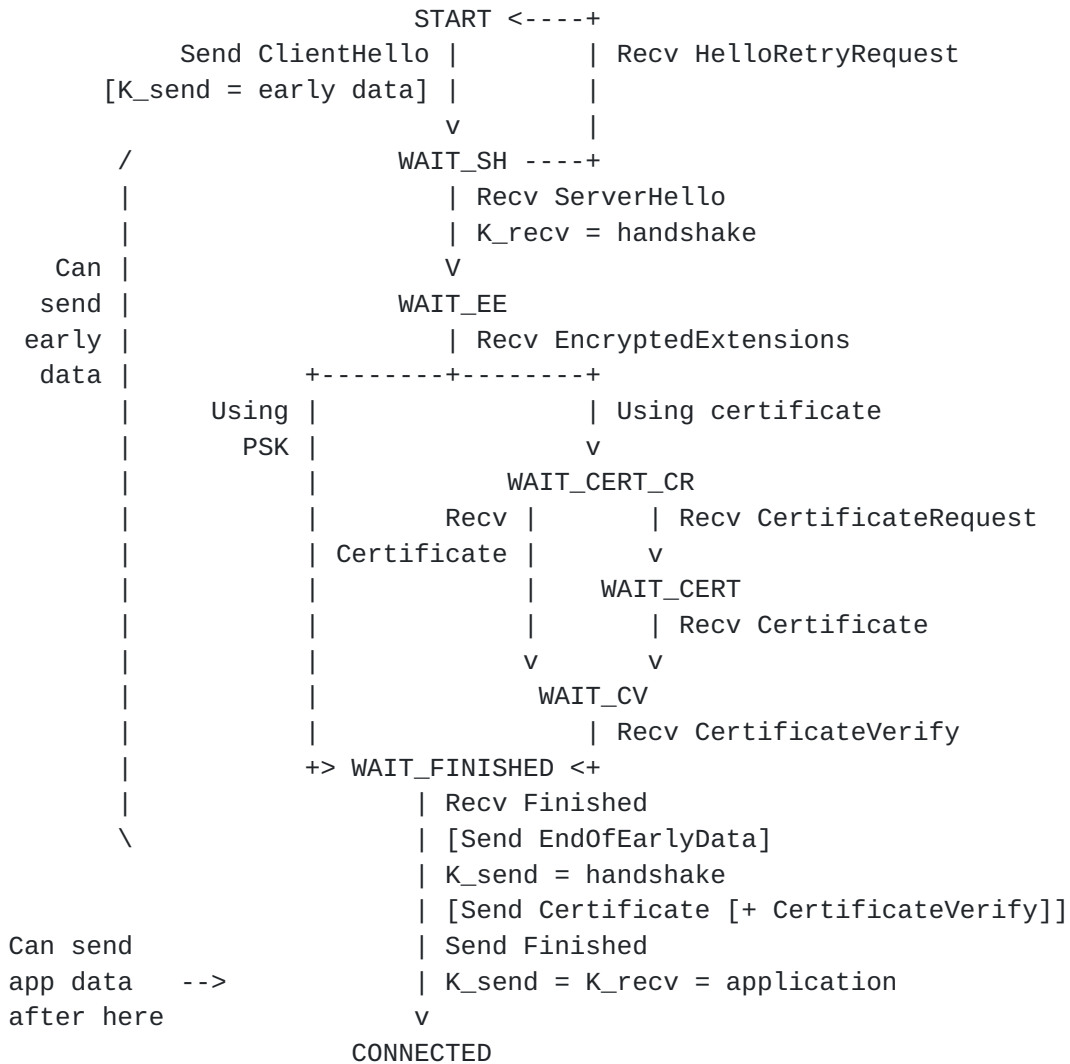 START <----+
           Send ClientHello |        | Recv HelloRetryRequest
      [K_send = early data] |        |
                            v        |
       /                 WAIT_SH ----+
       |                    | Recv ServerHello
       |                    | K_recv = handshake
   Can |                    V
  send |                 WAIT_EE
 early |                    | Recv EncryptedExtensions
  data |           +--------+--------+
       |     Using |                 | Using certificate
       |       PSK |                 v
       |           |            WAIT_CERT_CR
       |           |        Recv |       | Recv CertificateRequest
       |           | Certificate |       v
       |           |             |    WAIT_CERT
       |           |             |       | Recv Certificate
       |           |             v       v
       |           |              WAIT_CV
       |           |                 | Recv CertificateVerify
       |           +> WAIT_FINISHED <+
       |                  | Recv Finished
       \                  | [Send EndOfEarlyData]
                          | K_send = handshake
                          | [Send Certificate [+ CertificateVerify]]
Can send                  | Send Finished
app data   -->            | K_send = K_recv = application
after here                v
                      CONNECTED